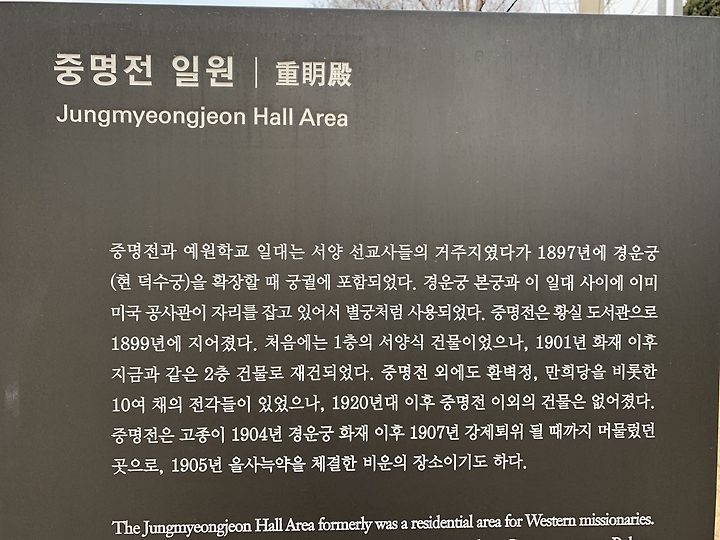 중명전 일원 | 重明殿
Jungmyeongjeon Hall Area
중명전과 예원학교 일대는 서양 선교사들의 거주지였다가 1897년에 경운궁
(현 덕수궁)을 확장할 때 궁궐에 포함되었다. 경운궁 본궁과 이 일대 사이에 이미
미국 공사관이 자리를 잡고 있어서 별궁처럼 사용되었다. 중명전은 황실 도서관으로
1899년에 지어졌다. 처음에는 1층의 서양식 건물이었으나, 1901년 화재 이후
지금과 같은 2층 건물로 재건되었다. 중명전 외에도 환벽정, 만희당을 비롯한
10여 채의 전각들이 있었으나, 1920년대 이후 중명전 이외의 건물은 없어졌다.
중명전은 고종이 1904년 경운궁 화재 이후 1907년 강제퇴위 될 때까지 머물렀던
곳으로, 1905년 을사늑약을 체결한 비운의 장소이기도 하다.
The Jungmyeongjeon Hall Area formerly was a residential area for Western missionaries.